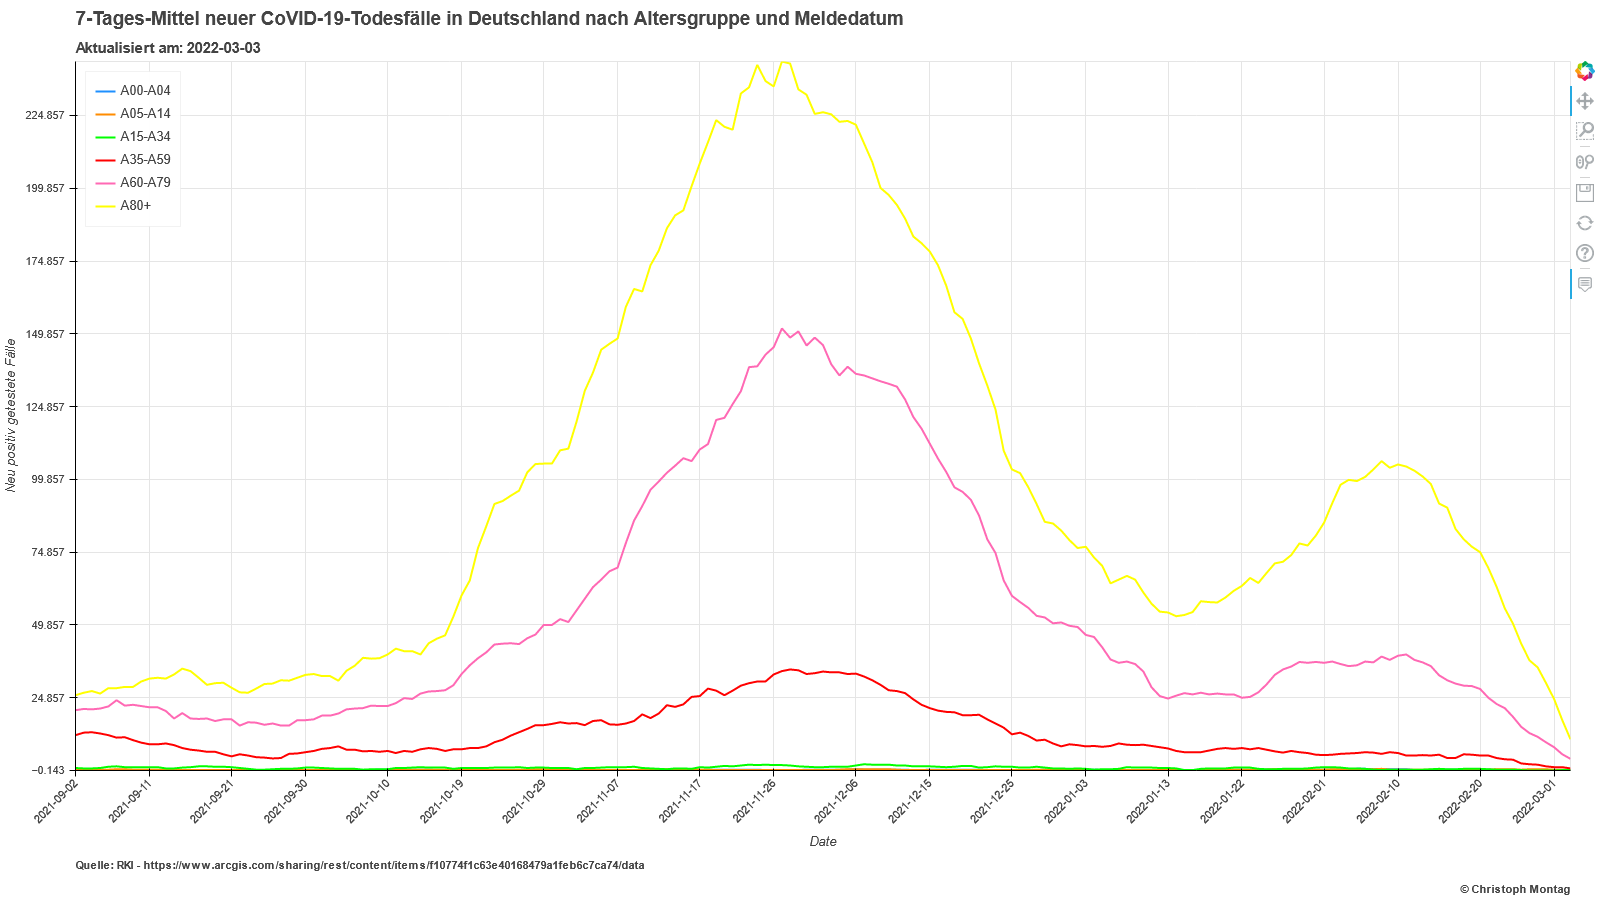 7-Tages-Mittel neuer CoVID-19-Todesfälle in Deutschland nach Altersgruppe und Meldedatum
Aktualisiert am: 2022-03-03
A00-A04
A05-A14
A15-A34
A35-A59
A60-A79
A80+
224.857
199.857
174.857
149.857
124.857
99.857
74.857
49.857
24.857
-0.143
Neu positiv getestete Fälle
2021-09-02
2021-09-11
2021-09-21
2021-09-30
2021-10-10
2021-10-19
2021-10-29
2021-11-07
2021-11-17
2021-11-26
2021-12-06
2021-12-15
2021-12-25
2022-01-03
2022-01-13
2022-01-22
2022-02-01
2022-02-10
2022-02-20
2022-03-01
Date
Quelle: RKI - https://www.arcgis.com/sharing/rest/content/items/f10774f1c63e40168479a1feb6c7ca74/data
© Christoph Montag